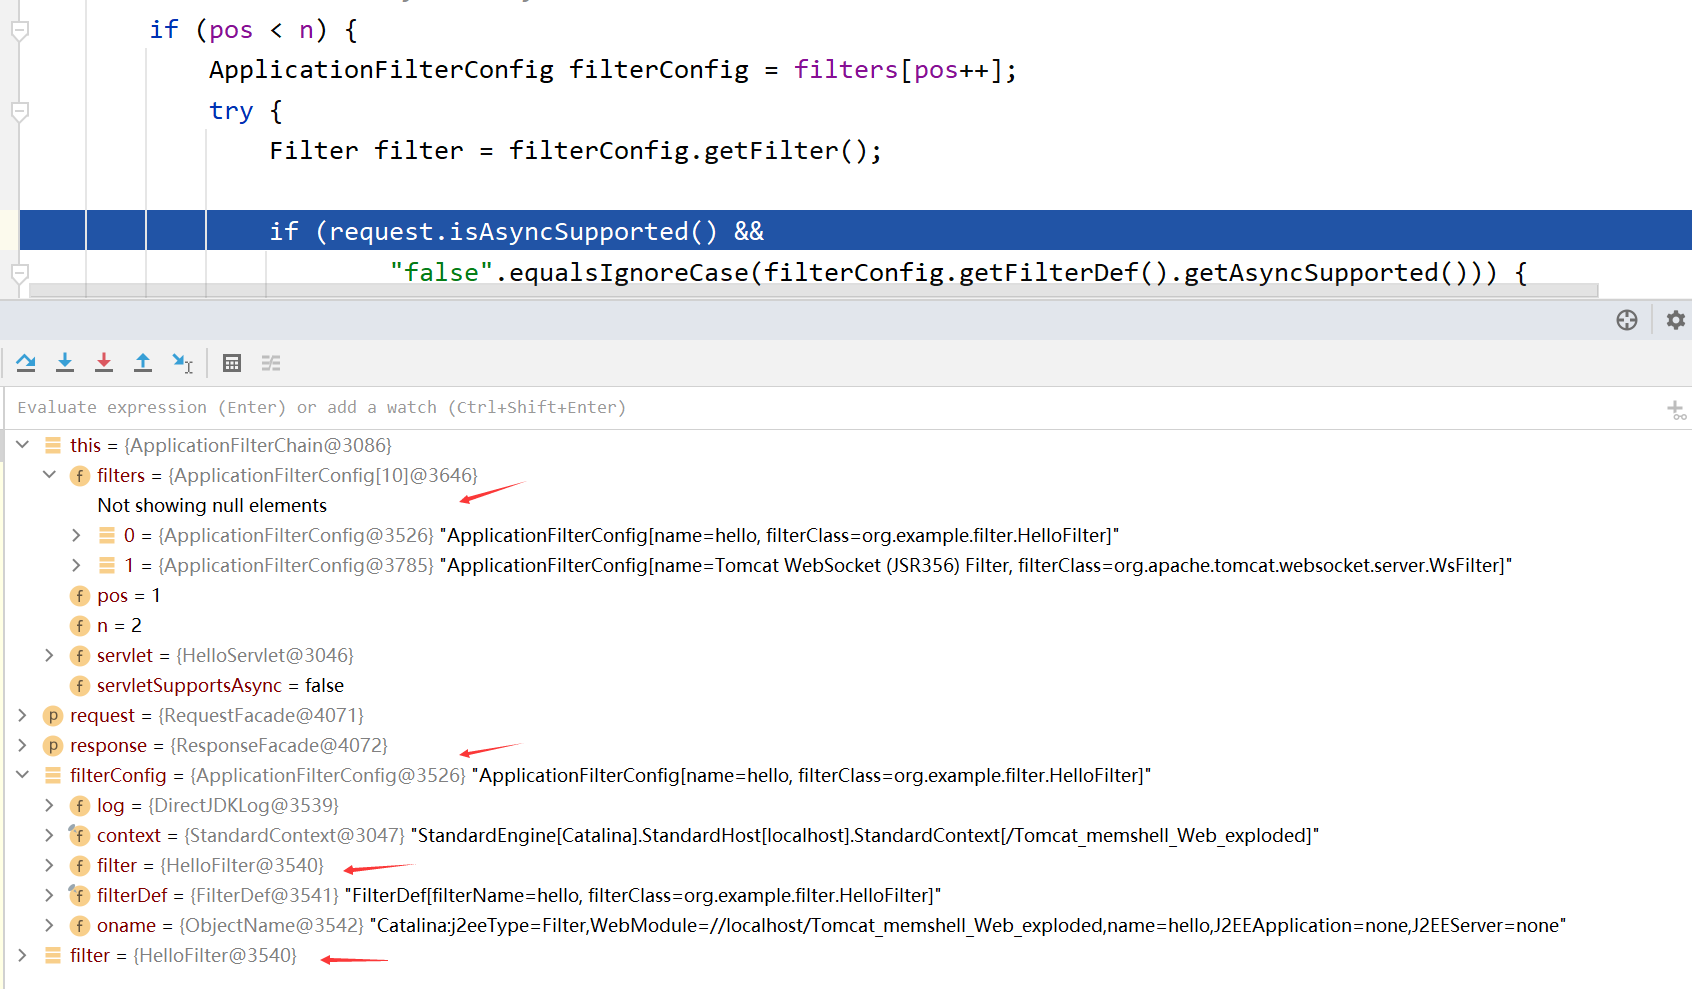 if (pos < n) {
ApplicationFilterConfig filterConfig = filters[pos++];
try {
Filter filter = filterConfig.getFilter();
if (request.isAsyncSupported() &&
"false".equalsIgnoreCase(filterConfig.getFilterDef().getAsyncSupported())) {
Evaluate expression (Enter) or add a watch (Ctrl+Shift+Enter)
this = {ApplicationFilterChain@3086}
f filters = {ApplicationFilterConfig[10]@3646}
Not showing null elements
0 = {ApplicationFilterConfig@3526} "ApplicationFilterConfig[name=hello, filterClass=org.example.filter.HelloFilter]"
1 = {ApplicationFilterConfig@3785} "ApplicationFilterConfig[name=Tomcat WebSocket (JSR356) Filter, filterClass=org.apache.tomcat.websocket.server.WsFilter]"
f pos = 1
f n = 2
f servlet = {HelloServlet@3046}
f servletSupportsAsync = false
p request = {RequestFacade@4071}
p response = {ResponseFacade@4072}
filterConfig = {ApplicationFilterConfig@3526} "ApplicationFilterConfig[name=hello, filterClass=org.example.filter.HelloFilter]"
f log = {DirectJDKLog@3539}
f context = {StandardContext@3047} "StandardEngine[Catalina].StandardHost[localhost].StandardContext[/Tomcat_memshell_Web_exploded]"
f filter = {HelloFilter@3540}
f filterDef = {FilterDef@3541} "FilterDef[filterName=hello, filterClass=org.example.filter.HelloFilter]"
f oname = {ObjectName@3542} "Catalina:j2eeType=Filter,WebModule=//localhost/Tomcat_memshell_Web_exploded,name=hello,J2EEApplication=none,J2EEServer=none"
filter = {HelloFilter@3540}